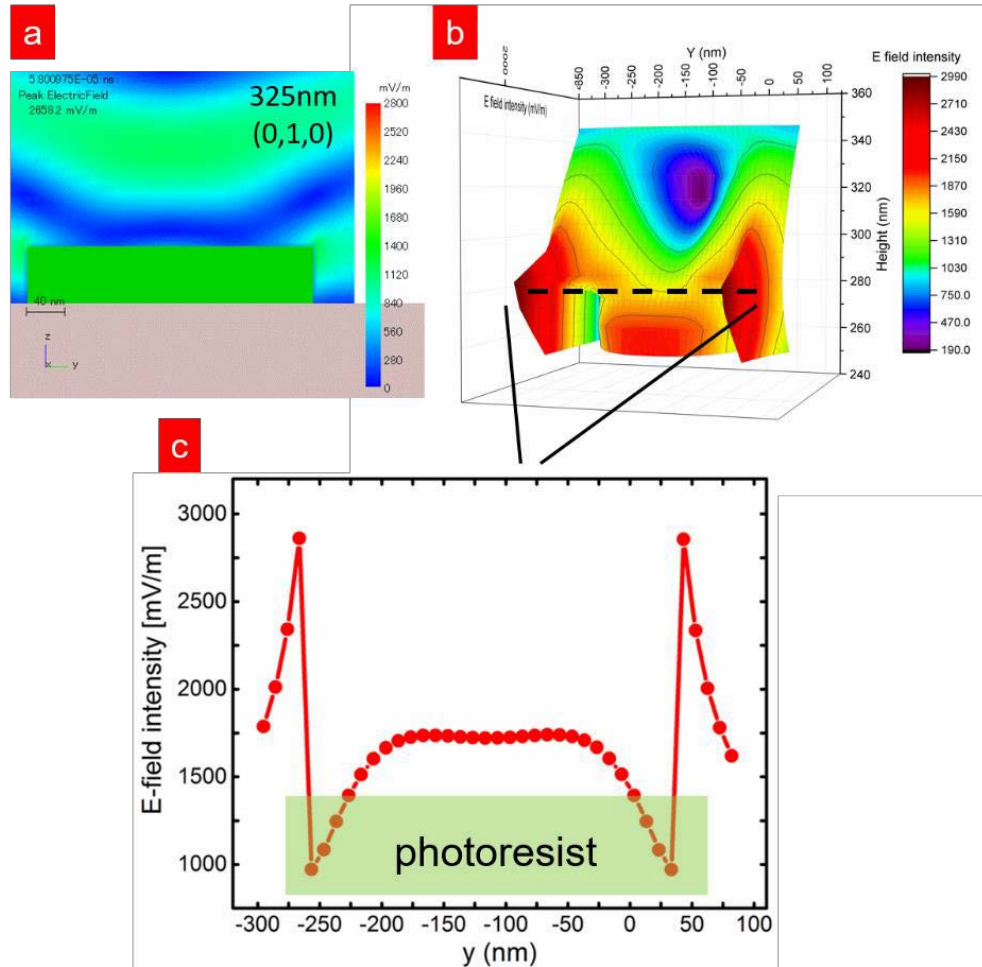 a
5.800975E-05 ns
Peak ElectricField
2658.2 mV/m
325nm
(0,1,0)
mV/m
2800
2520
2240
1960
1680
1400
1120
840
560
280
0
40 nm
z
x
y
b
Y (nm)
-350
-300
-250
-200
-150
-100
-50
0
50
100
E field intensity (mV/m)
360
340
320
300
280
260
240
Height (nm)
E field intensity
2990
2710
2430
2150
1870
1590
1310
1030
750.0
470.0
190.0
c
3000
2500
2000
1500
1000
E-field intensity [mV/m]
photoresist
-300 -250 -200 -150 -100 -50 0 50 100
y (nm)